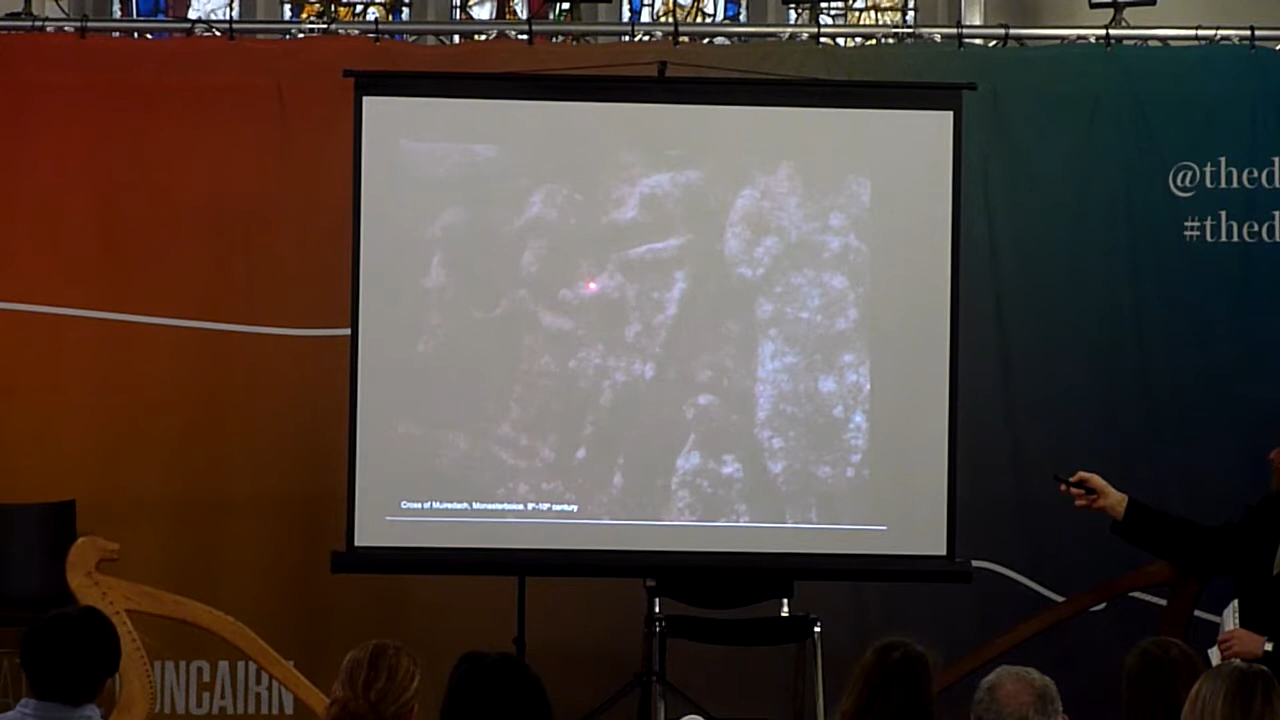 @thed
#thed
Cross of Muiredach, Monasterboice. 9th-10th century
UNCAIRN